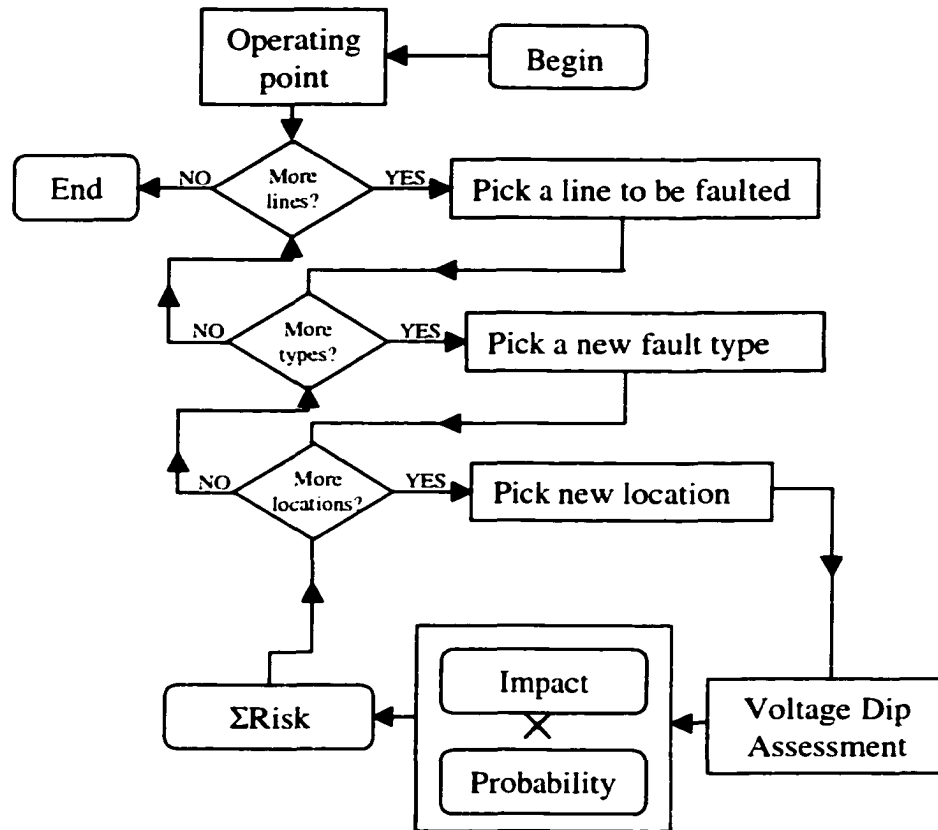 Operating
point
Begin
End
NO
More
lines?
YES
Pick a line to be faulted
NO
More
types?
YES
Pick a new fault type
NO
More
locations?
YES
Pick new location
Impact
×
Probability
ΣRisk
Voltage Dip
Assessment